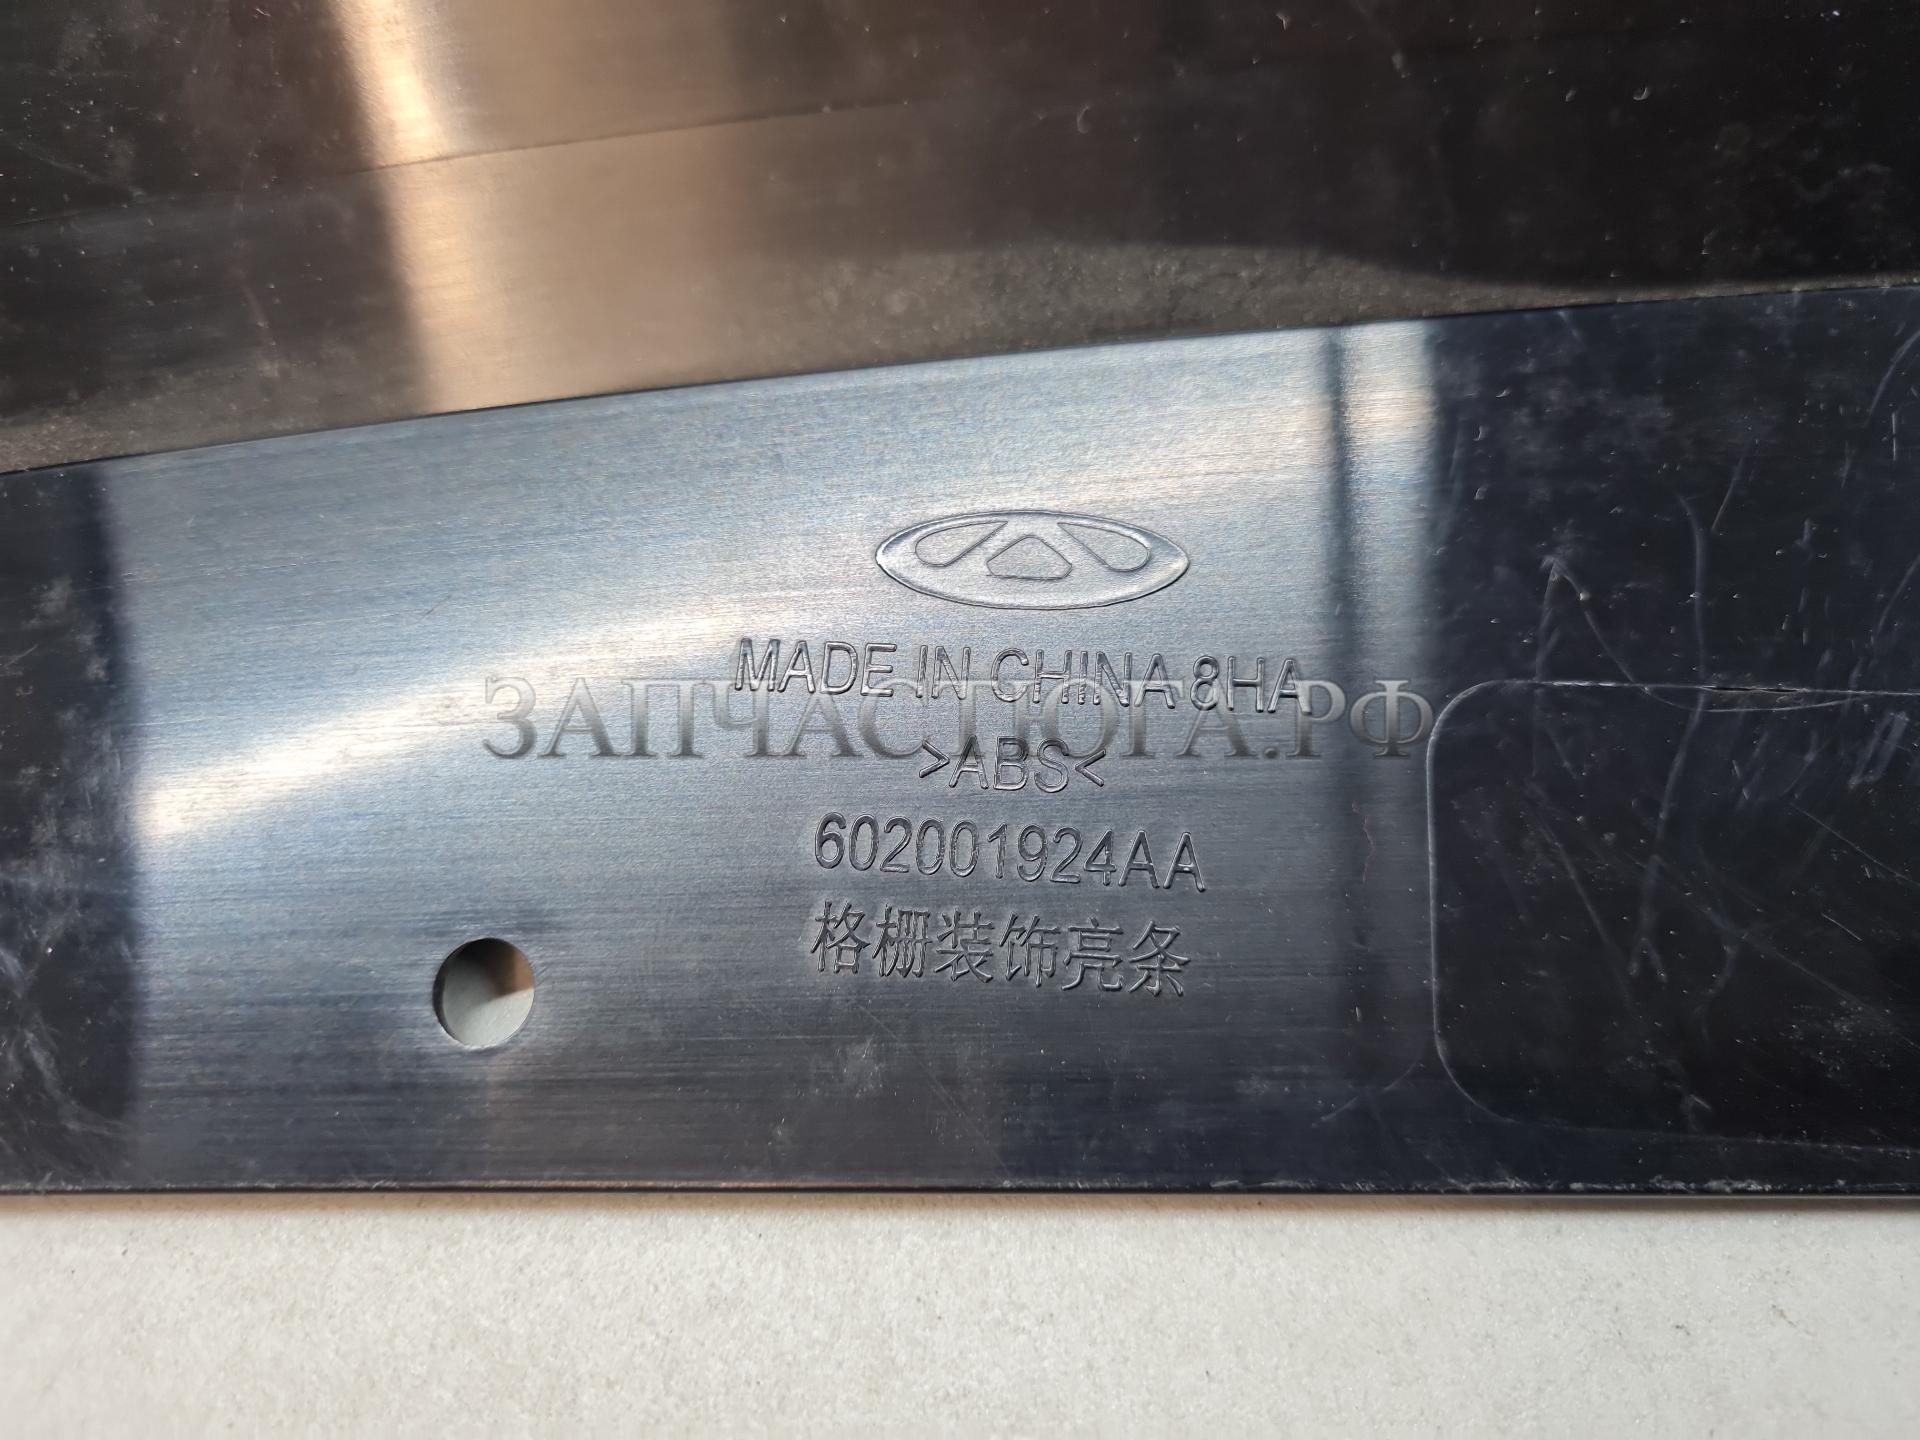 MADE IN CHINA 8HA
ЗАПЧАСТЮГА.РФ
>ABS<
602001924AA
格栅装饰亮条